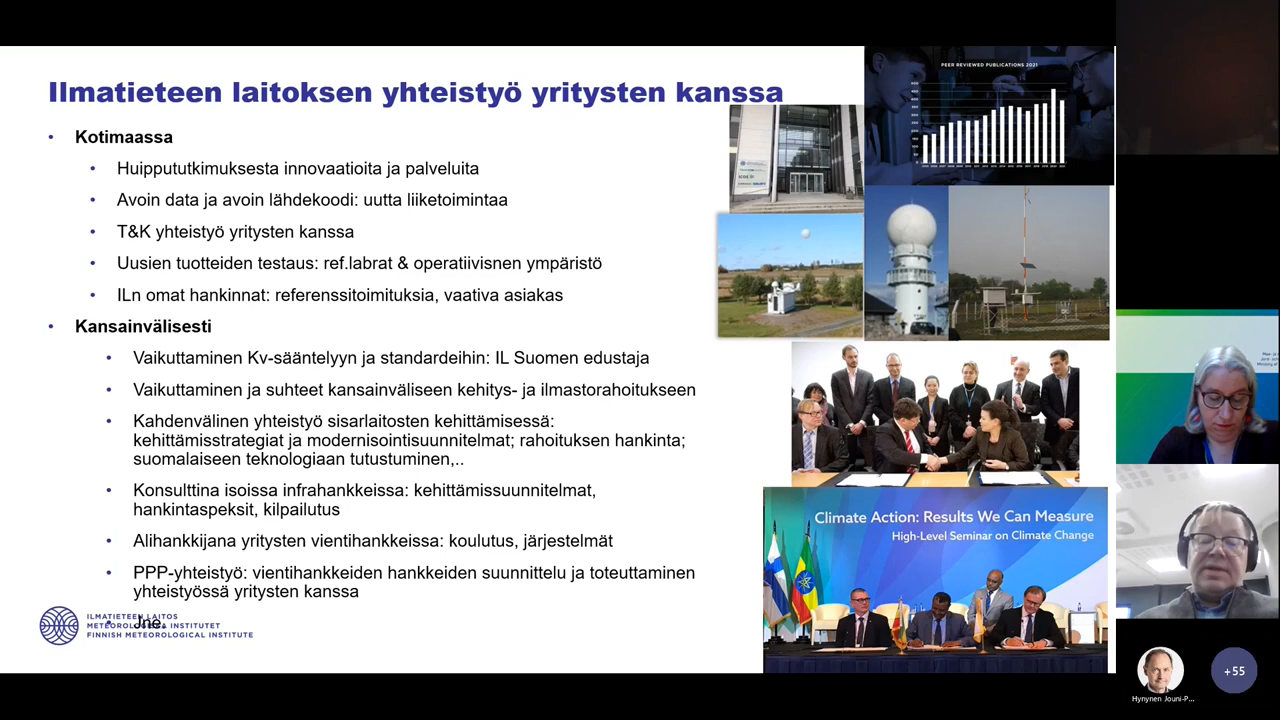 Ilmatieteen laitoksen yhteistyö yritysten kanssa
• Kotimaassa
• Huippututkimuksesta innovaatioita ja palveluita
• Avoin data ja avoin lähdekoodi: uutta liiketoimintaa
• T&K yhteistyö yritysten kanssa
• Uusien tuotteiden testaus: ref.labrat & operatiivisnen ympäristö
• ILn omat hankinnat: referenssitoimituksia, vaativa asiakas
• Kansainvälisesti
• Vaikuttaminen Kv-sääntelyyn ja standardeihin: IL Suomen edustaja
• Vaikuttaminen ja suhteet kansainväliseen kehitys- ja ilmastorahoitukseen
• Kahdenvälinen yhteistyö sisarlaitosten kehittämisessä:
kehittämisstrategiat ja modernisointisuunnitelmat; rahoituksen hankinta;
suomalaiseen teknologiaan tutustuminen,..
• Konsulttina isoissa infrahankkeissa: kehittämissuunnitelmat,
hankintaspeksit, kilpailutus
• Alihankkijana yritysten vientihankkeissa: koulutus, järjestelmät
• PPP-yhteistyö: vientihankkeiden hankkeiden suunnittelu ja toteuttaminen
yhteistyössä yritysten kanssa
• Jne.
ILMATIETEEN LAITOS
METEOROLOGISKA INSTITUTET
FINNISH METEOROLOGICAL INSTITUTE
PEER REVIEWED PUBLICATIONS 2021
Climate Action: Results We Can Measure
High-Level Seminar on Climate Change
Hynynen Jouni-P...
+55